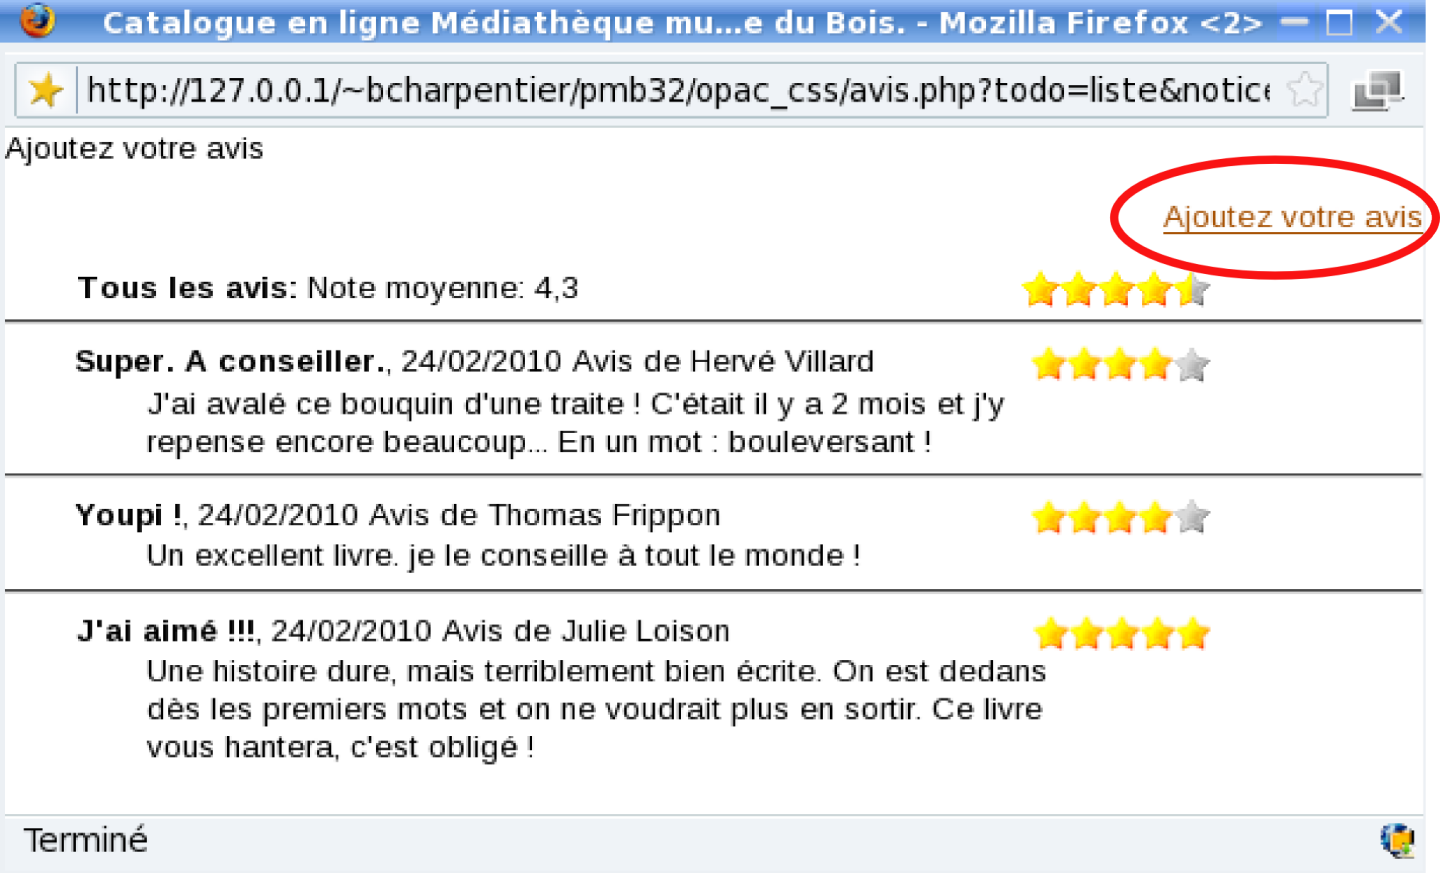 Catalogue en ligne Médiathèque mu...e du Bois. - Mozilla Firefox <2>
http://127.0.0.1/~bcharpentier/pmb32/opac_css/avis.php?todo=liste&notice
Ajoutez votre avis
Ajoutez votre avis
Tous les avis: Note moyenne: 4,3
Super. A conseiller., 24/02/2010 Avis de Hervé Villard
J'ai avalé ce bouquin d'une traite ! C'était il y a 2 mois et j'y
repense encore beaucoup... En un mot : bouleversant !
Youpi !, 24/02/2010 Avis de Thomas Frippon
Un excellent livre. je le conseille à tout le monde !
J'ai aimé !!!, 24/02/2010 Avis de Julie Loison
Une histoire dure, mais terriblement bien écrite. On est dedans
dès les premiers mots et on ne voudrait plus en sortir. Ce livre
vous hantera, c'est obligé !
Terminé